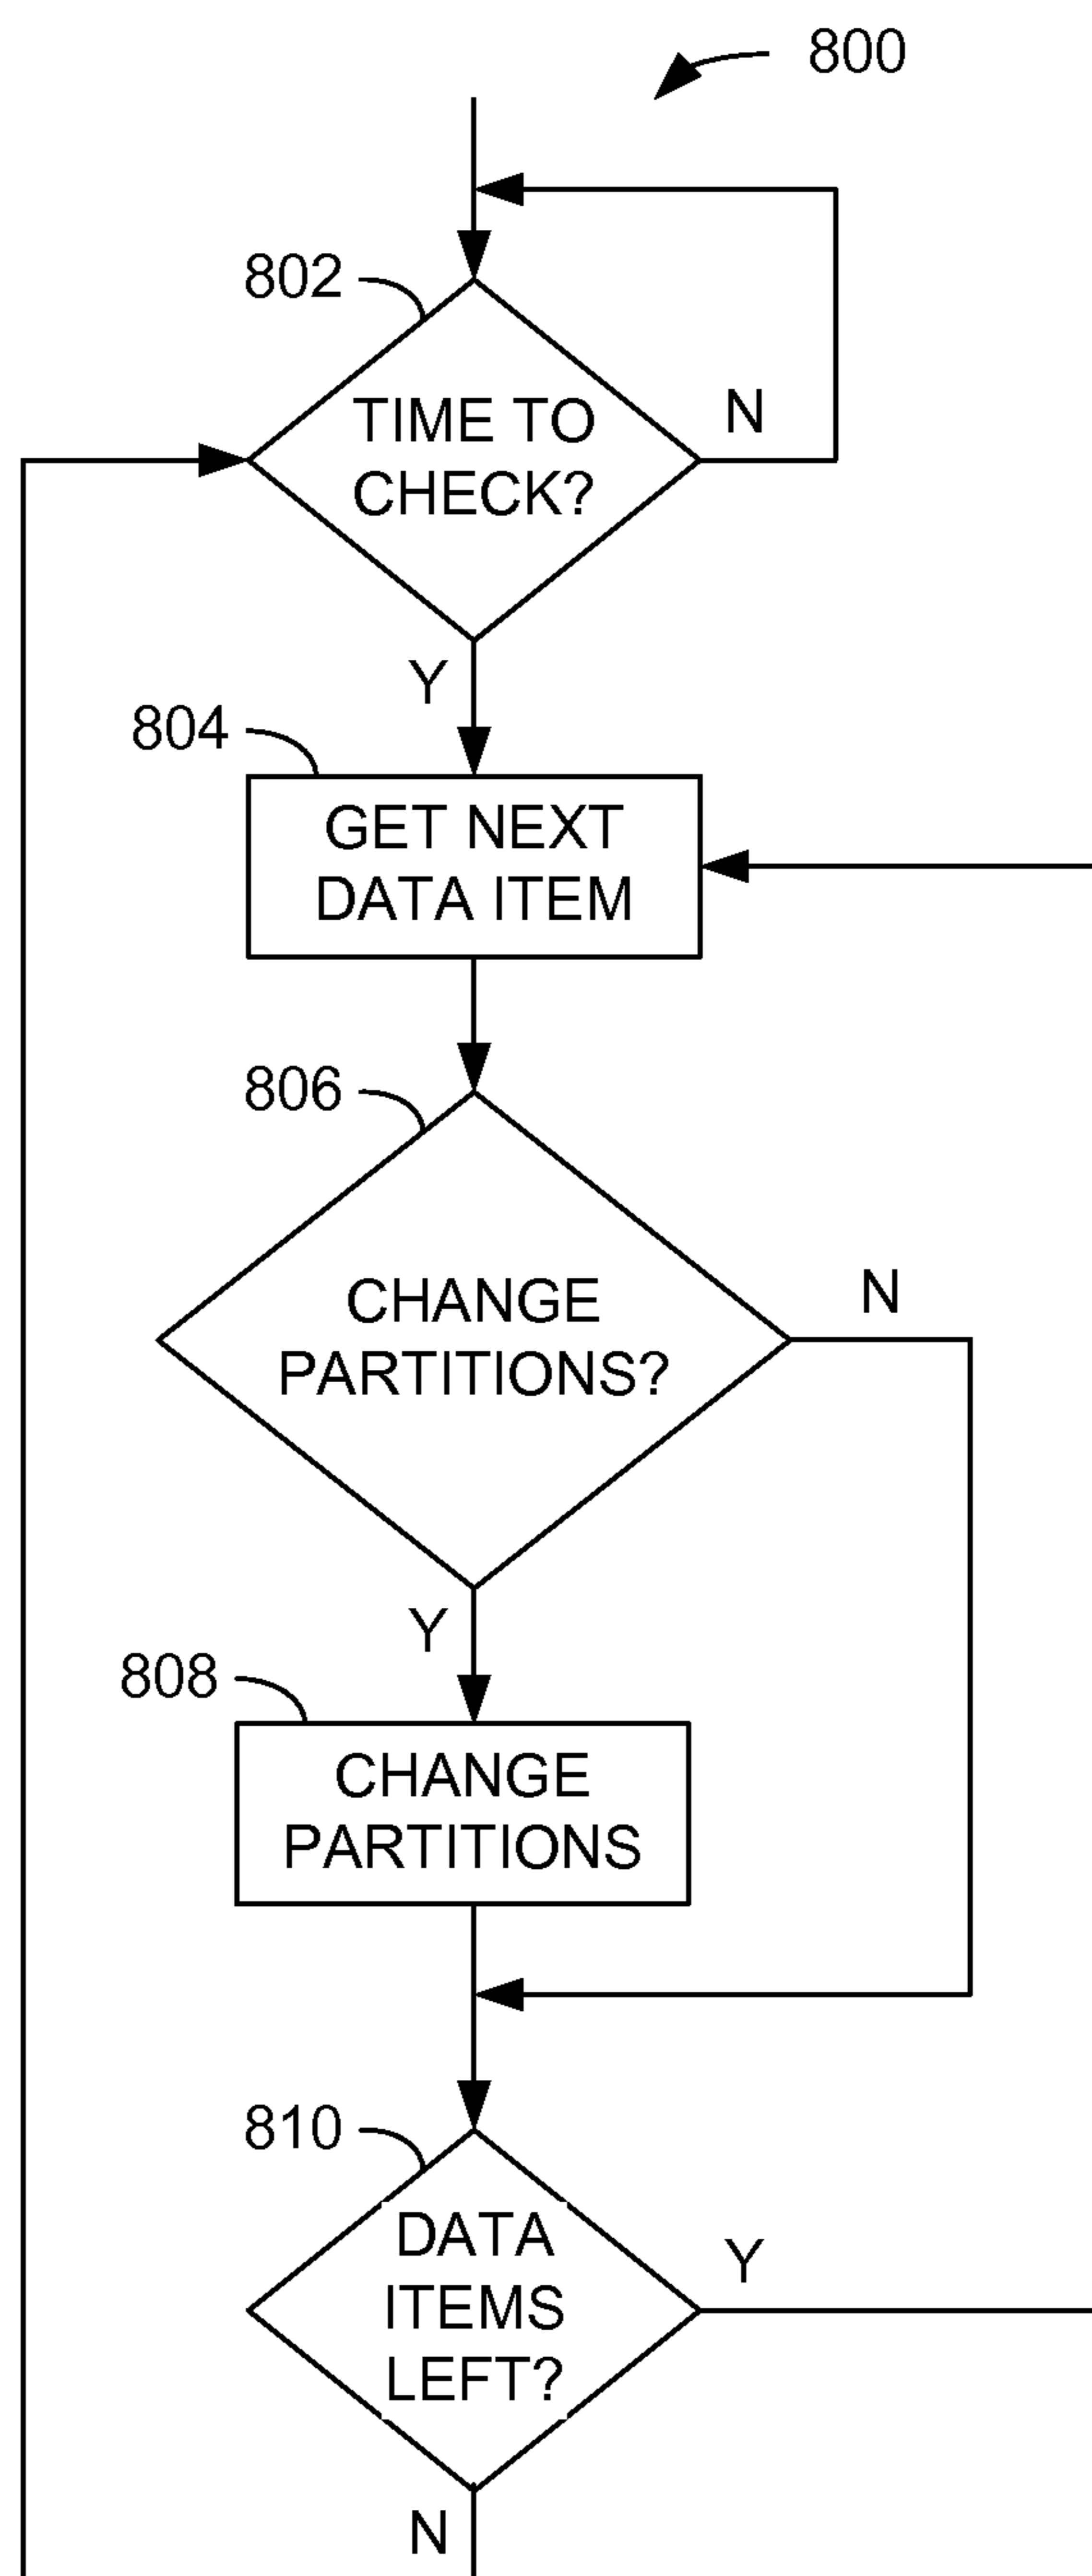 800
802
TIME TO
CHECK?
N
Y
804
GET NEXT
DATA ITEM
806
CHANGE
PARTITIONS?
N
Y
808
CHANGE
PARTITIONS
810
DATA
ITEMS
LEFT?
Y
N